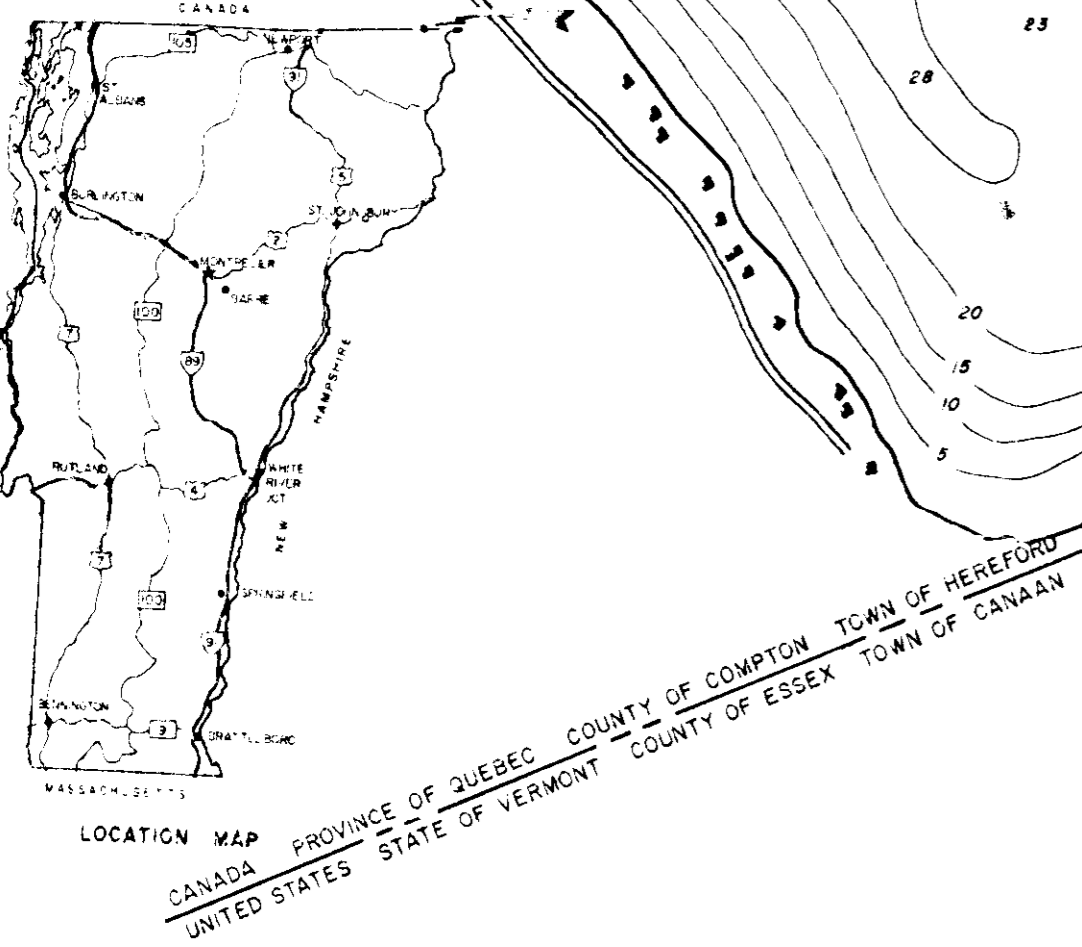 CANADA
105
NEWPORT
91
ST.
ALBANS
5
BURLINGTON
ST. JOHNSBURY
2
MONTPELIER
BARRE
100
7
89
NEW HAMPSHIRE
RUTLAND
WHITE
RIVER
JCT
4
7
100
SPRINGFIELD
9
BENNINGTON
9
BRATTLEBORO
MASSACHUSETTS
LOCATION MAP
23
28
20
15
10
5
CANADA PROVINCE OF QUEBEC COUNTY OF COMPTON TOWN OF HEREFORD
UNITED STATES STATE OF VERMONT COUNTY OF ESSEX TOWN OF CANAAN